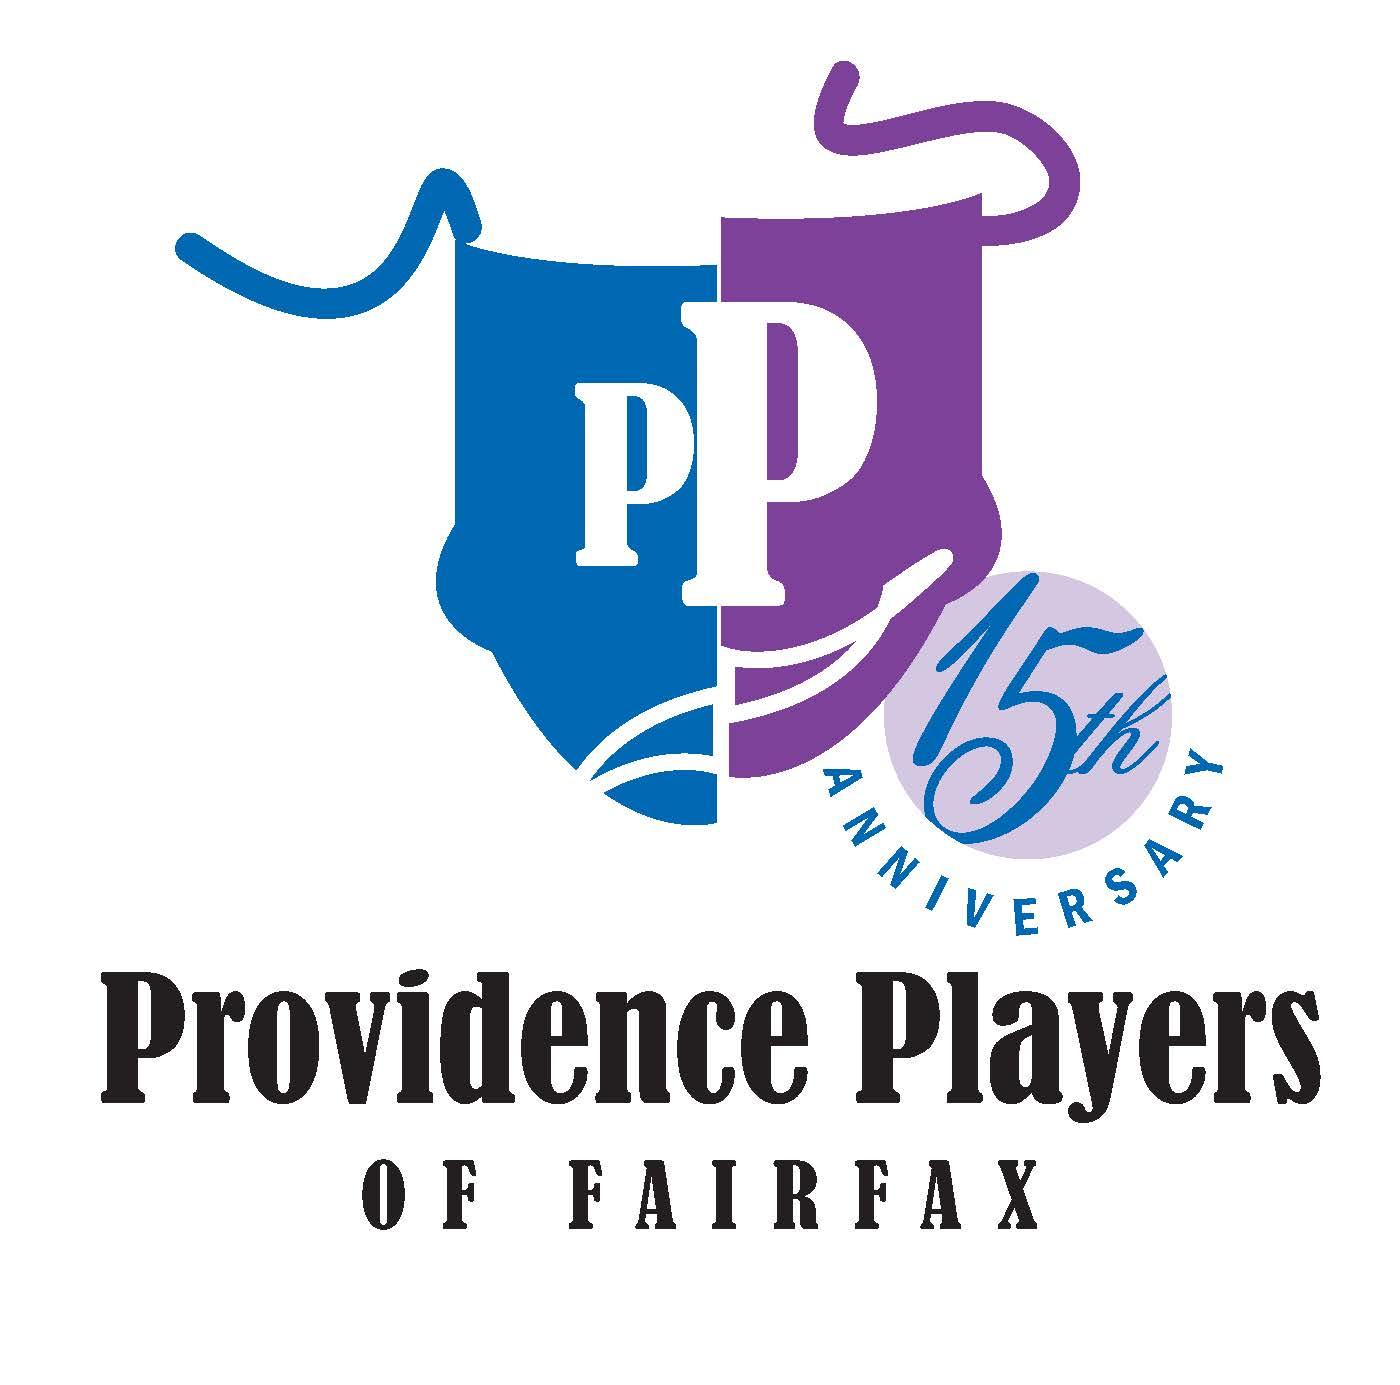 PP
15th
ANNIVERSARY
Providence Players
OF FAIRFAX